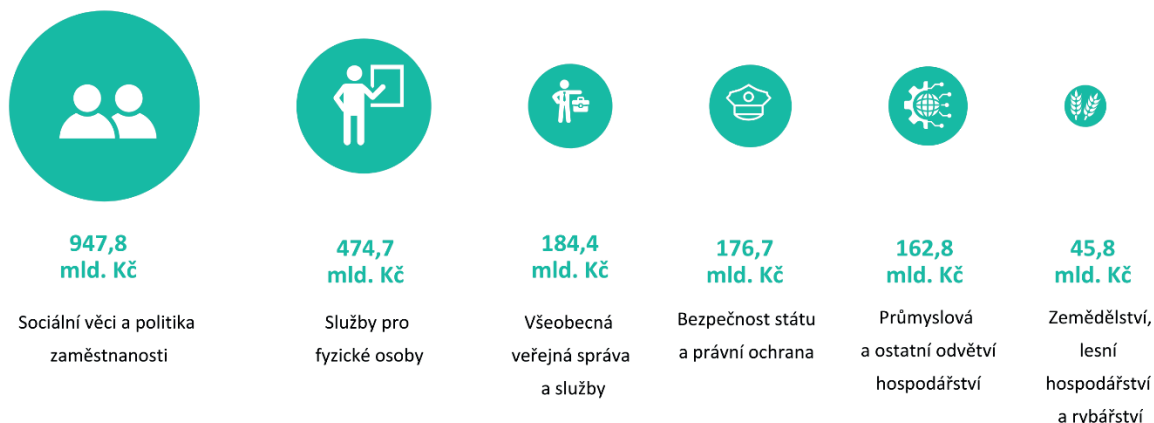 947,8
mld. Kč
Sociální věci a politika
zaměstnanosti
474,7
mld. Kč
Služby pro
fyzické osoby
184,4
mld. Kč
Všeobecná
veřejná správa
a služby
176,7
mld. Kč
Bezpečnost státu
a právní ochrana
162,8
mld. Kč
Průmyslová
a ostatní odvětví
hospodářství
45,8
mld. Kč
Zemědělství,
lesní
hospodářství
a rybářství